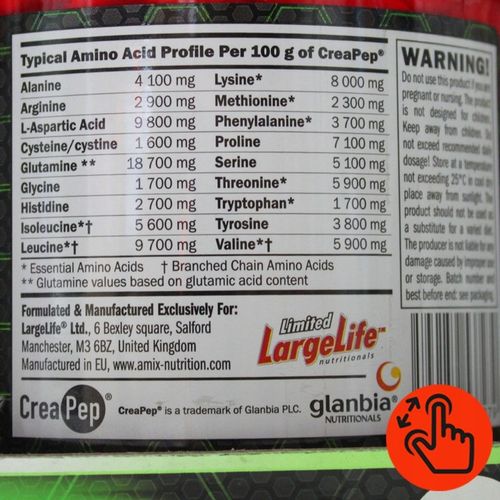 Typical Amino Acid Profile Per 100 g of CreaPep®
Alanine 4 100 mg Lysine* 8 000 mg
Arginine 2 900 mg Methionine* 2 300 mg
L-Aspartic Acid 9 800 mg Phenylalanine* 3 700 mg
Cysteine/cystine 1 600 mg Proline 7 100 mg
Glutamine ** 18 700 mg Serine 5 100 mg
Glycine 1 700 mg Threonine* 5 900 mg
Histidine 2 700 mg Tryptophan* 1 700 mg
Isoleucine*† 5 600 mg Tyrosine 3 800 mg
Leucine*† 9 700 mg Valine*† 5 900 mg
* Essential Amino Acids † Branched Chain Amino Acids
** Glutamine values based on glutamic acid content
Formulated & Manufactured Exclusively For:
LargeLife® Ltd., 6 Bexley square, Salford
Manchester, M3 6BZ, United Kingdom
Manufactured in EU, www.amix-nutrition.com
Limited
LargeLife™
nutritionals
CreaPep®
CreaPep® is a trademark of Glanbia PLC.
glanbia®
NUTRITIONALS
WARNING!
Do not use this product if you are
pregnant or nursing. The product
is not designed for children.
Keep away from children. Do
not exceed recommended daily
dosage! Store at a temperature
not exceeding 25°C in cool dry
place away from sunlight. This
product should not be used as
a substitute for a varied diet.
The producer is not liable for any
damage caused by improper use
or storage. Batch number and
best before end: see packaging